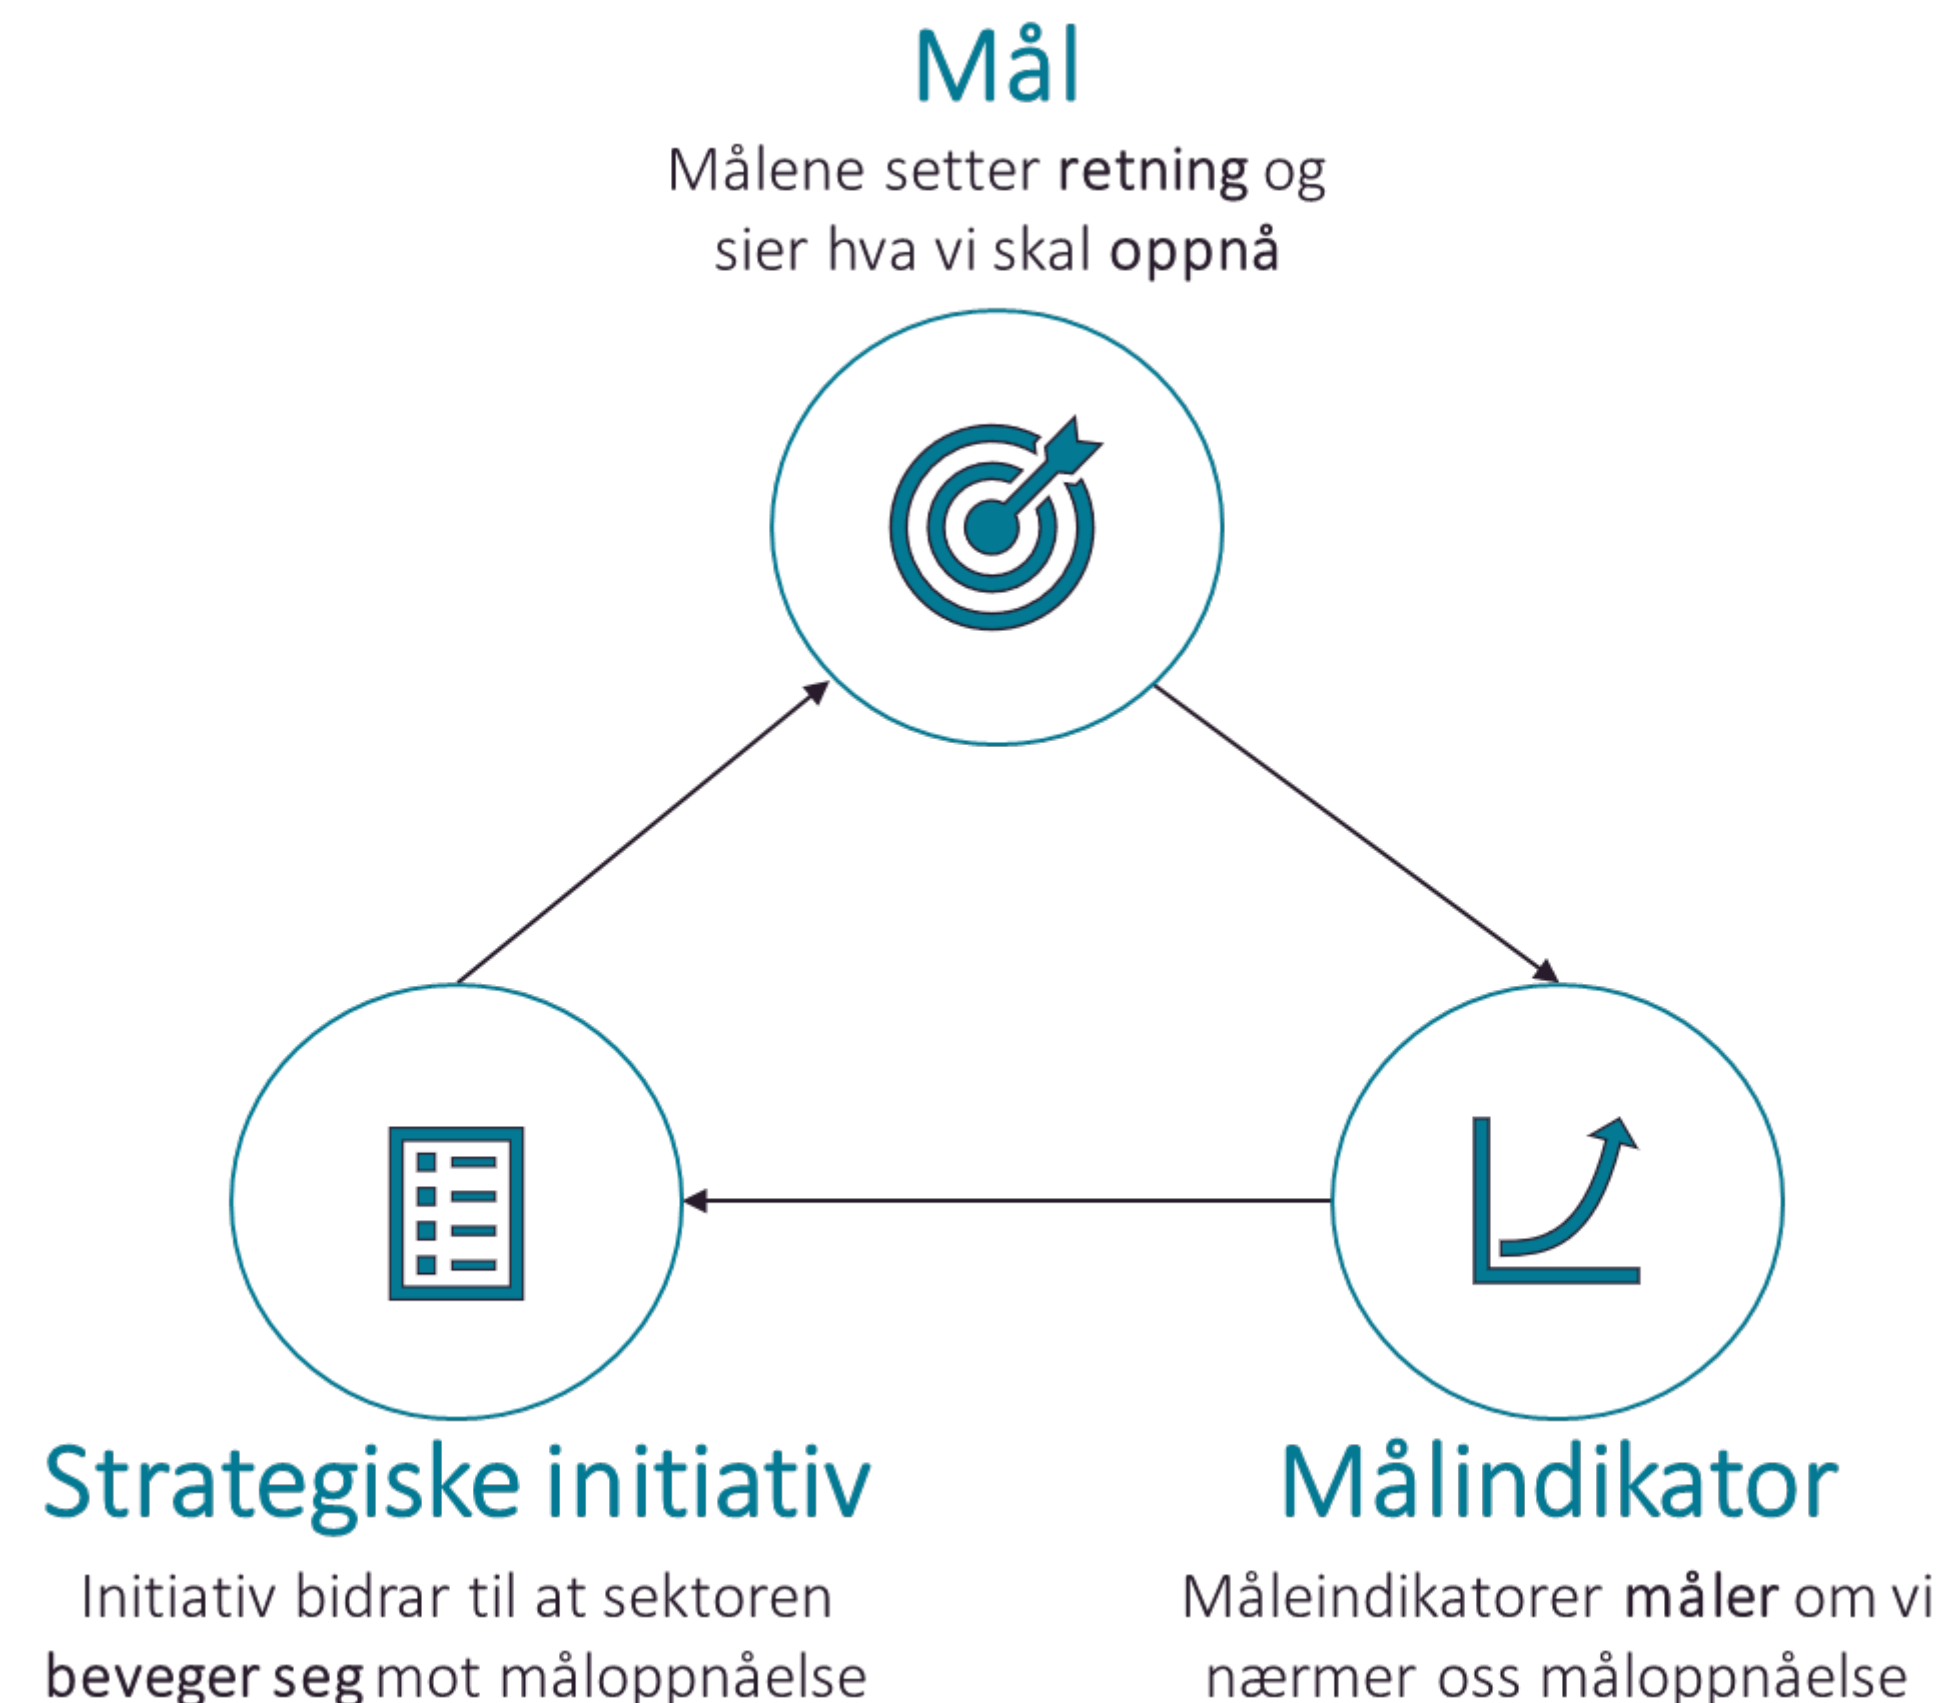 Mål
Målene setter retning og
sier hva vi skal oppnå
Strategiske initiativ
Initiativ bidrar til at sektoren
beveger seg mot måloppnåelse
Målindikator
Måleindikatorer måler om vi
nærmer oss måloppnåelse